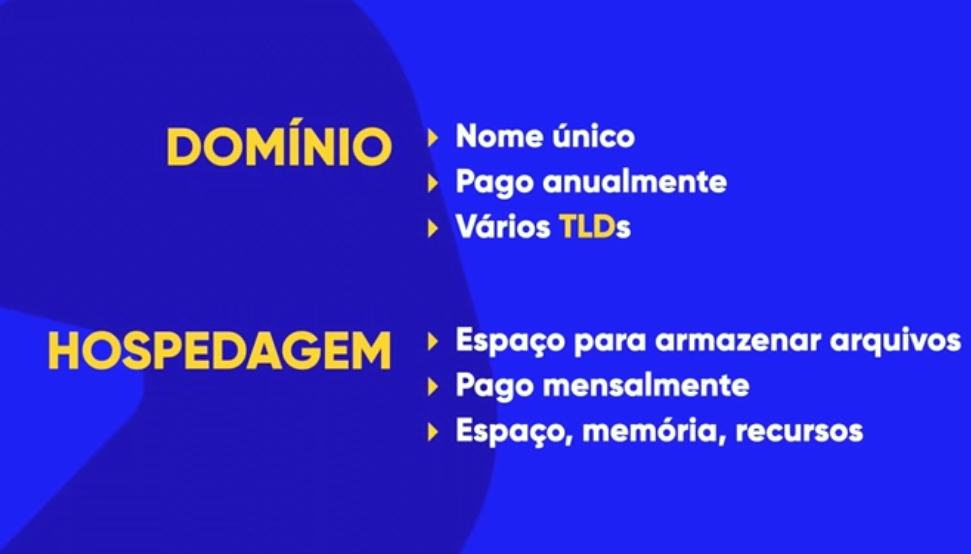 DOMÍNIO
Nome único
Pago anualmente
Vários TLDs
HOSPEDAGEM
Espaço para armazenar arquivos
Pago mensalmente
Espaço, memória, recursos